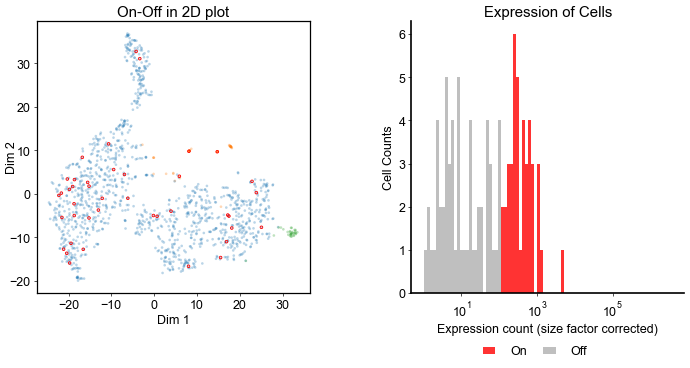 On-Off in 2D plot
Dim 2
30
20
10
0
−10
−20
−20 −10 0 10 20 30
Dim 1
Expression of Cells
Cell Counts
6
5
4
3
2
1
0
10^1 10^3 10^5
Expression count (size factor corrected)
On Off